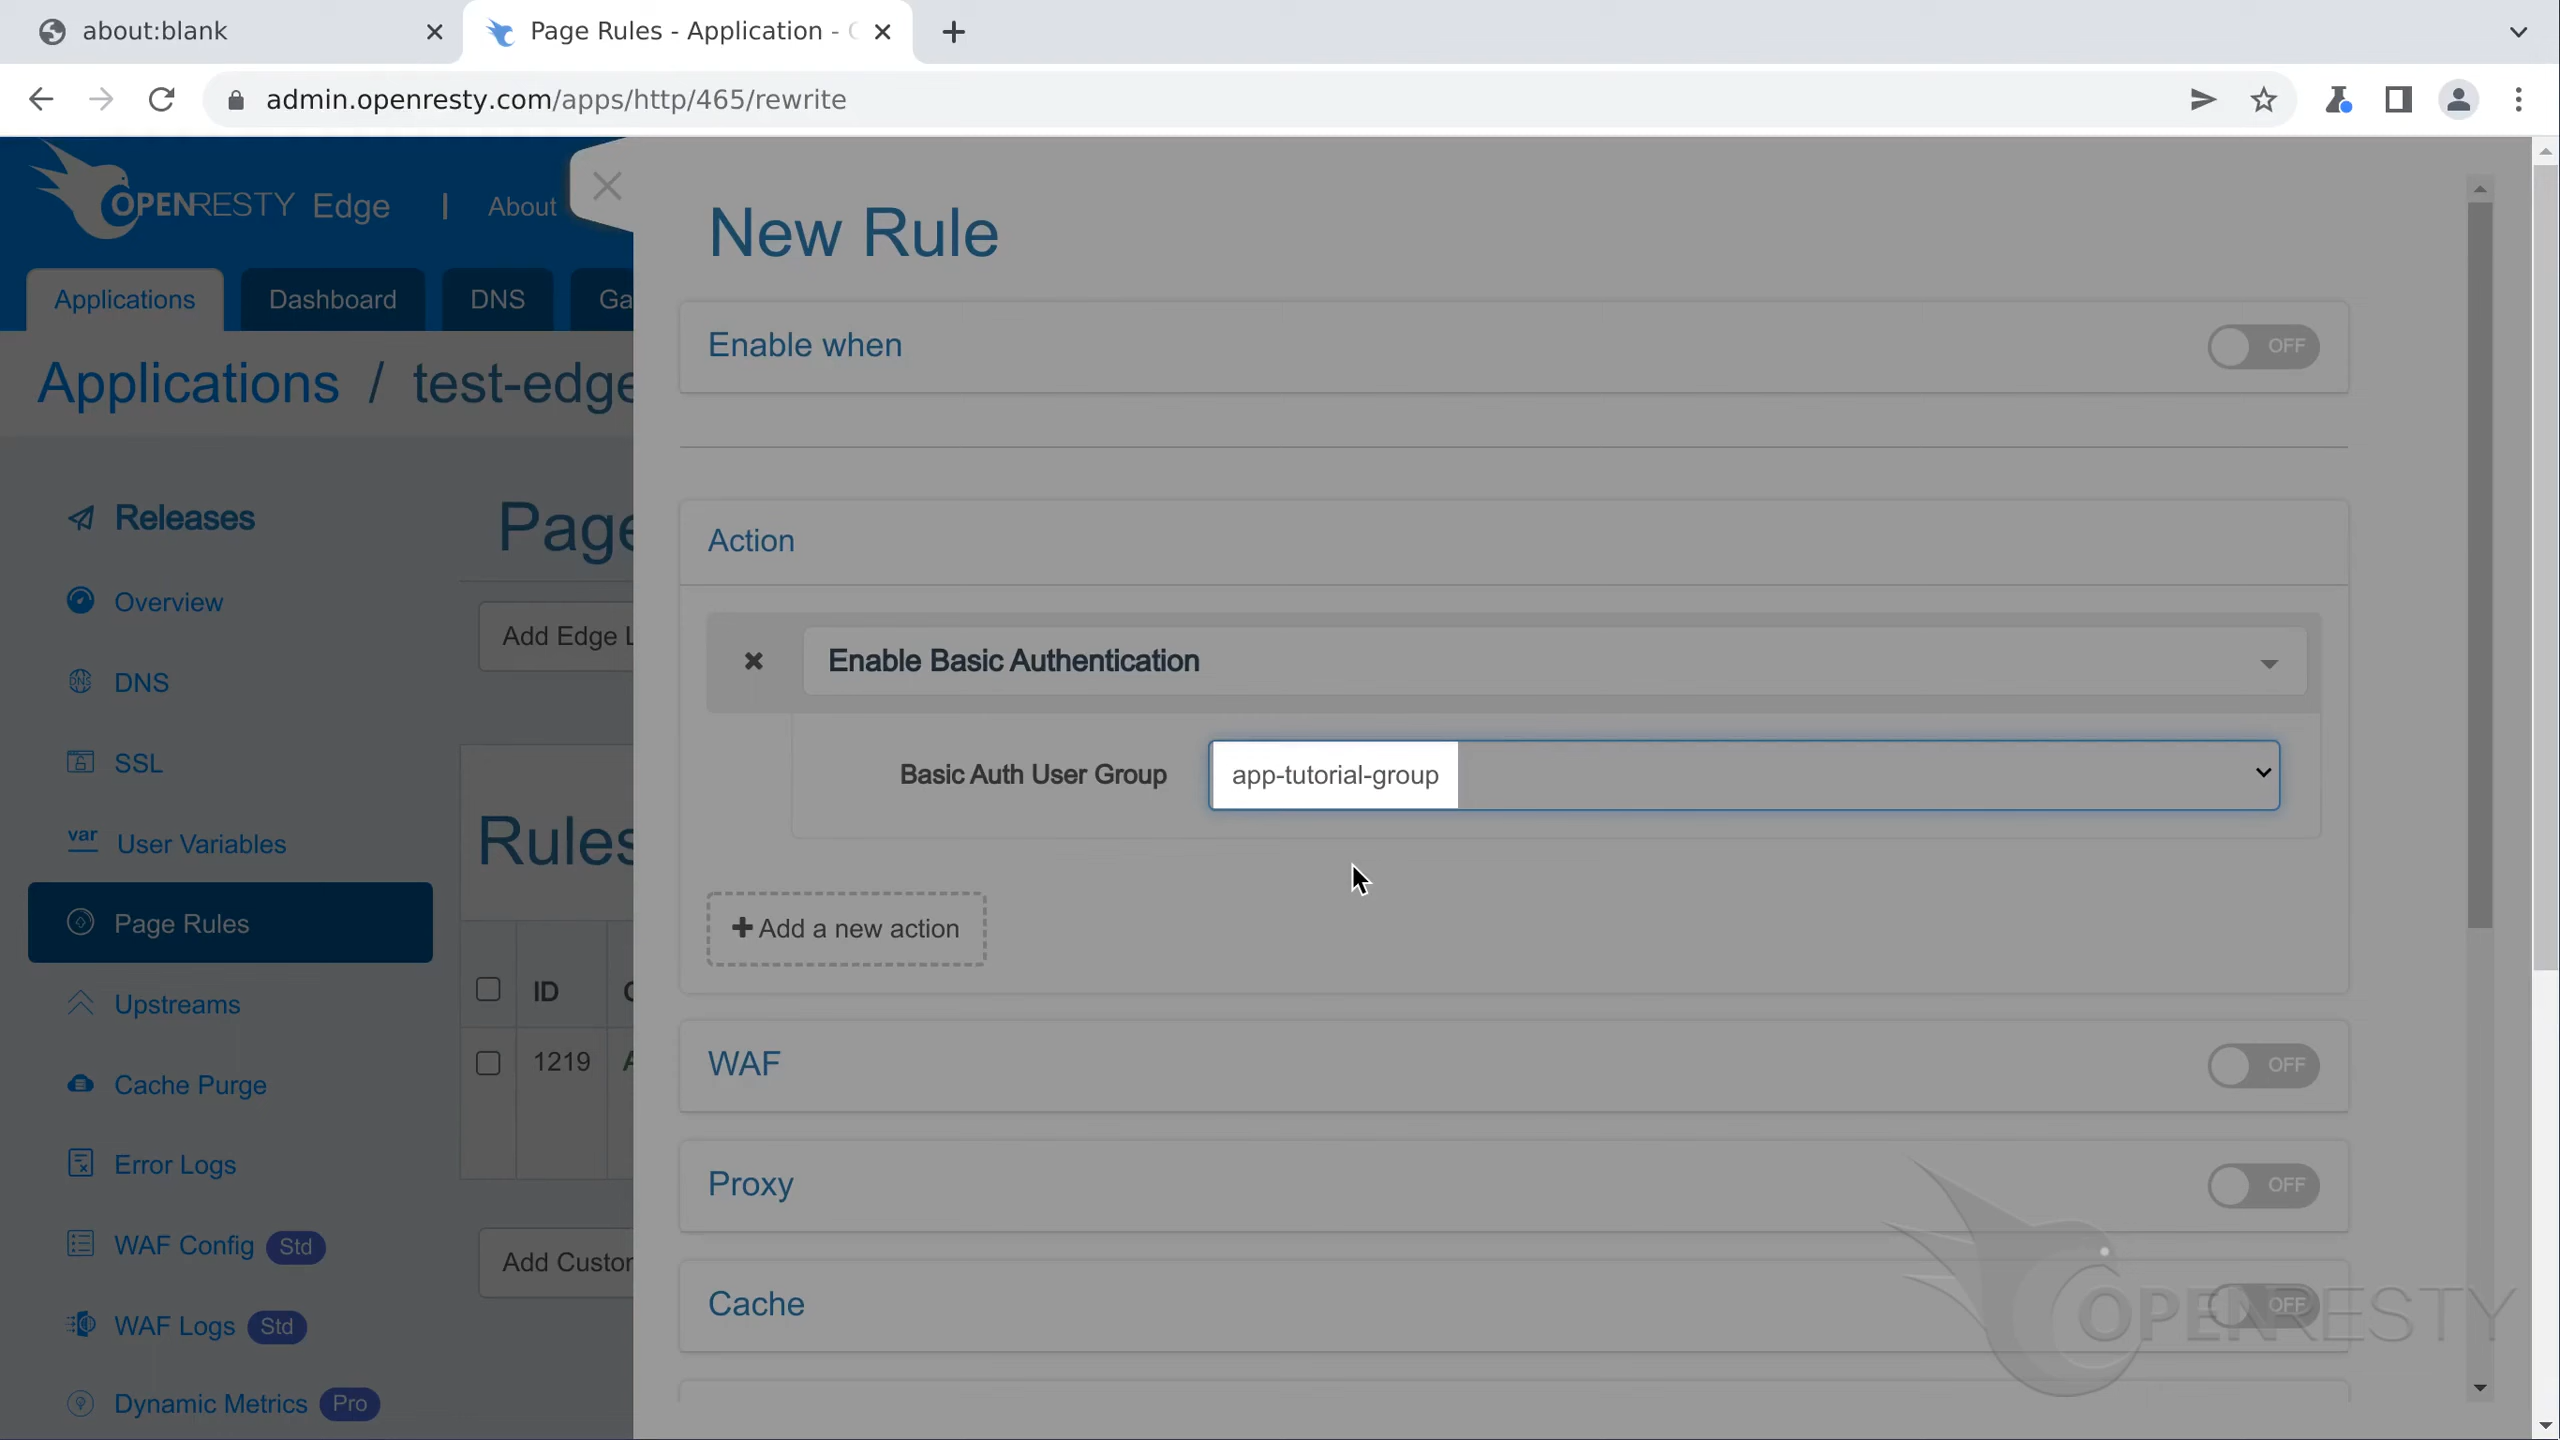 about:blank
Page Rules - Application -
admin.openresty.com/apps/http/465/rewrite
OPENRESTY Edge | About
Applications
Dashboard
DNS
Ga
Applications / test-edge
Releases
Overview
DNS
SSL
var User Variables
Page Rules
Upstreams
Cache Purge
Error Logs
WAF Config Std
WAF Logs Std
Dynamic Metrics Pro
Page
Add Edge L
Rules
ID
1219
Add Custor
New Rule
Enable when OFF
Action
Enable Basic Authentication
Basic Auth User Group app-tutorial-group
+ Add a new action
WAF OFF
Proxy OFF
Cache OFF
OPENRESTY